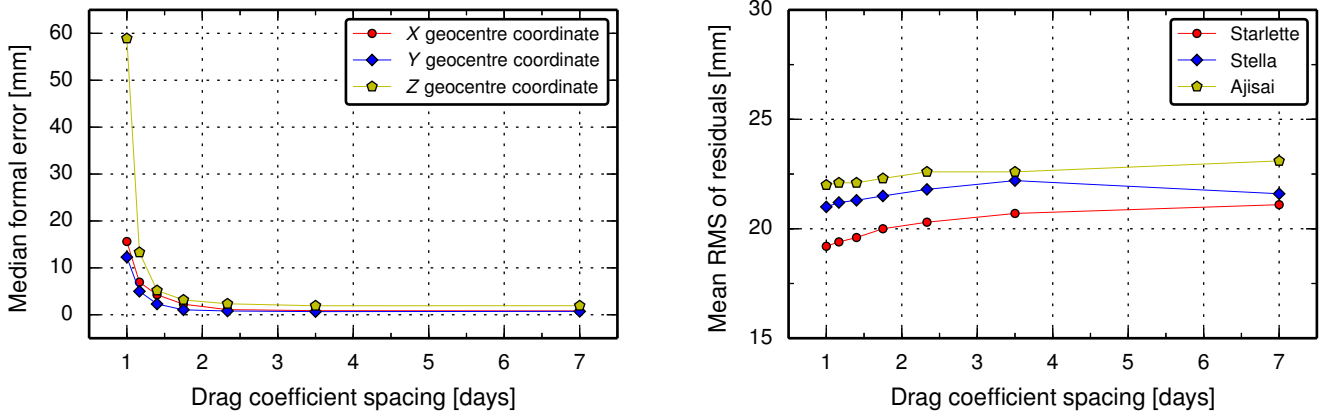 Median formal error [mm]
60
50
40
30
20
10
0
X geocentre coordinate
Y geocentre coordinate
Z geocentre coordinate
1 2 3 4 5 6 7
Drag coefficient spacing [days]
Mean RMS of residuals [mm]
30
25
20
15
Starlette
Stella
Ajisai
1 2 3 4 5 6 7
Drag coefficient spacing [days]